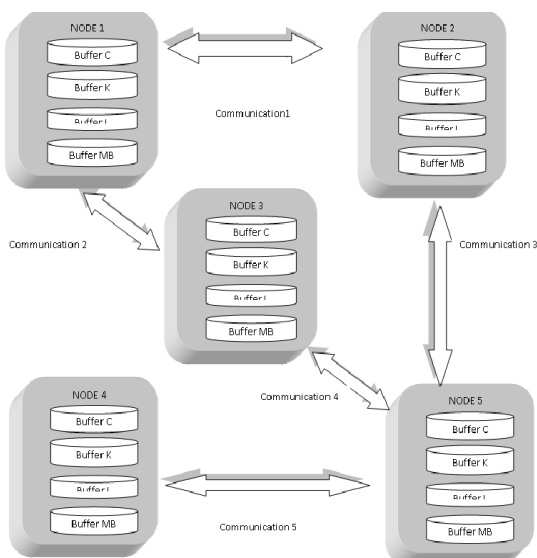 NODE 1
Buffer C
Buffer K
Buffer MB
NODE 2
Buffer C
Buffer K
Buffer MB
Communication1
Communication 2
NODE 3
Buffer C
Buffer K
Buffer MB
Communication 3
Communication 4
NODE 4
Buffer C
Buffer K
Buffer MB
NODE 5
Buffer C
Buffer K
Buffer MB
Communication 5